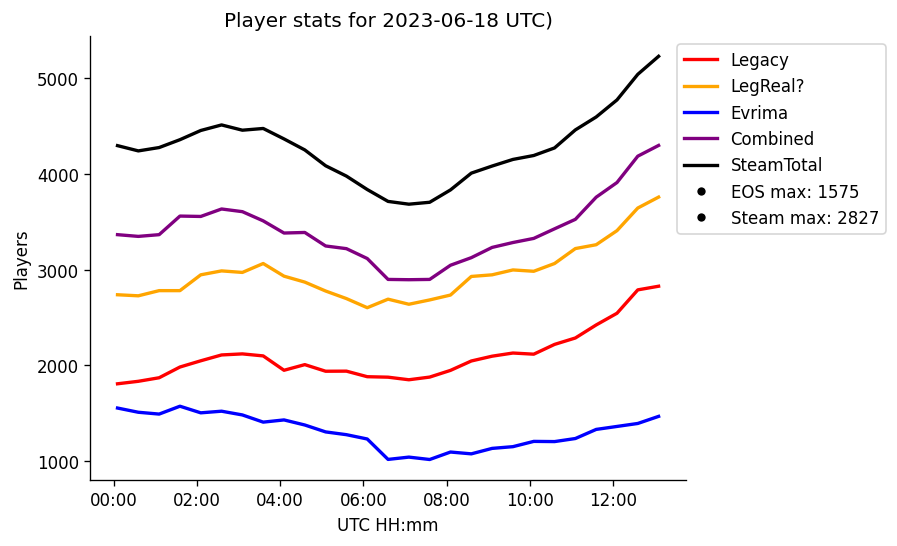 Player stats for 2023-06-18 UTC)
Legacy
LegReal?
Evrima
Combined
SteamTotal
EOS max: 1575
Steam max: 2827
Players
5000
4000
3000
2000
1000
00:00 02:00 04:00 06:00 08:00 10:00 12:00
UTC HH:mm